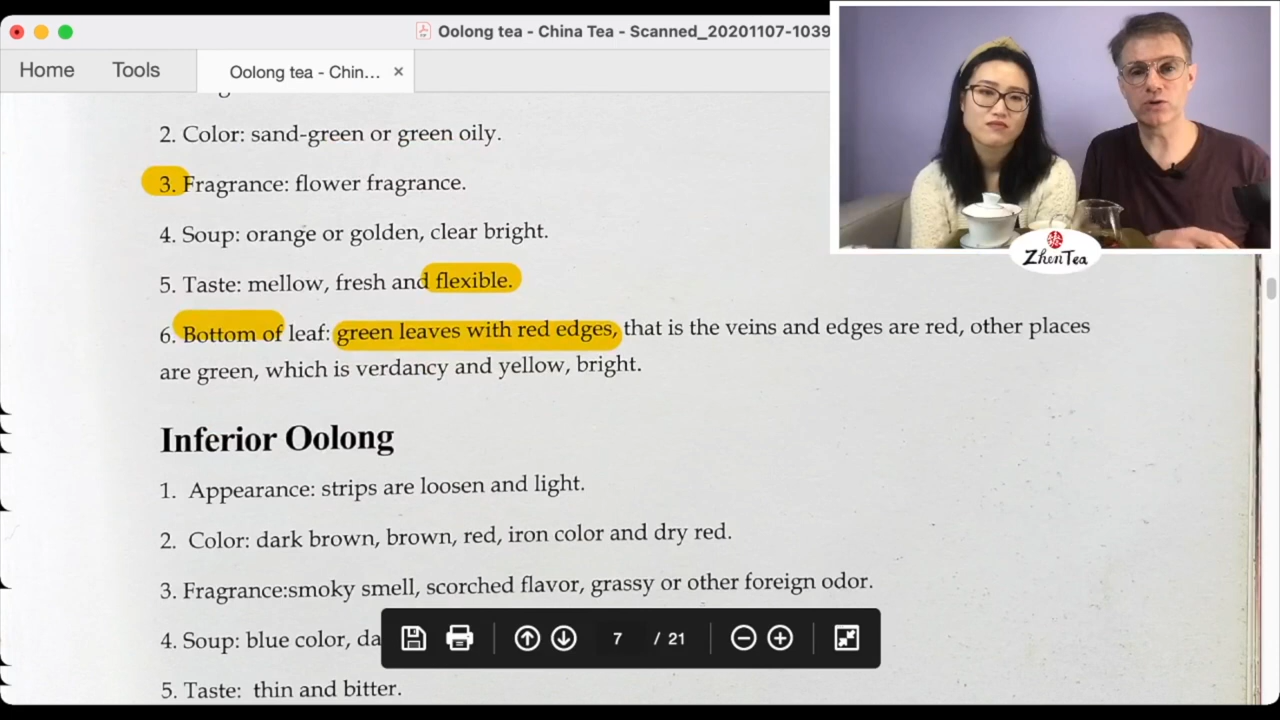 Oolong tea - China Tea - Scanned_20201107-1039
Home Tools Oolong tea - Chin... ×
2. Color: sand-green or green oily.
3. Fragrance: flower fragrance.
4. Soup: orange or golden, clear bright.
5. Taste: mellow, fresh and flexible.
6. Bottom of leaf: green leaves with red edges, that is the veins and edges are red, other places
are green, which is verdancy and yellow, bright.
Inferior Oolong
1. Appearance: strips are loosen and light.
2. Color: dark brown, brown, red, iron color and dry red.
3. Fragrance:smoky smell, scorched flavor, grassy or other foreign odor.
4. Soup: blue color, da
7 / 21
5. Taste: thin and bitter.
ZhenTea